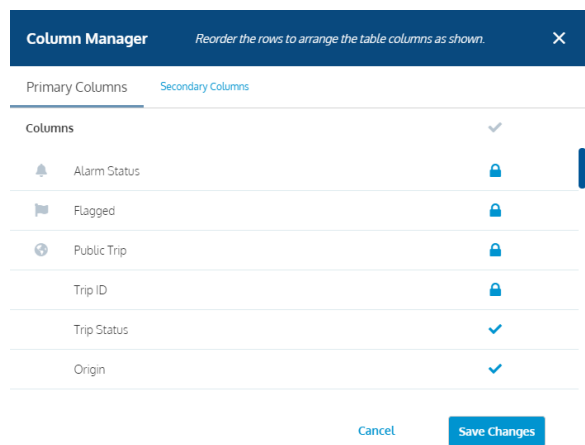 Column Manager Reorder the rows to arrange the table columns as shown.
Primary Columns Secondary Columns
Columns
Alarm Status
Flagged
Public Trip
Trip ID
Trip Status
Origin
Cancel Save Changes